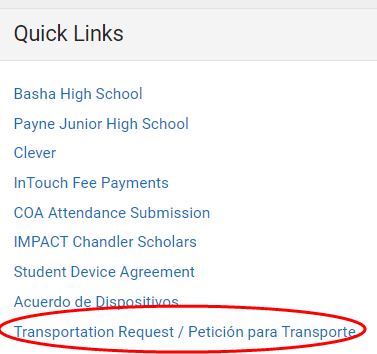 Quick Links
Basha High School
Payne Junior High School
Clever
InTouch Fee Payments
COA Attendance Submission
IMPACT Chandler Scholars
Student Device Agreement
Acuerdo de Dispositivos
Transportation Request / Petición para Transporte